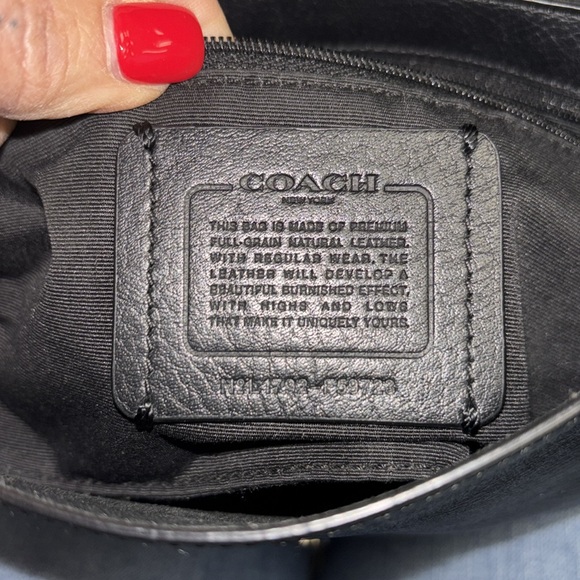 COACH
NEW YORK
THIS BAG IS MADE OF PREMIUM
FULL-GRAIN NATURAL LEATHER.
WITH REGULAR WEAR, THE
LEATHER WILL DEVELOP A
BEAUTIFUL BURNISHED EFFECT,
WITH HIGHS AND LOWS
THAT MAKE IT UNIQUELY YOURS.